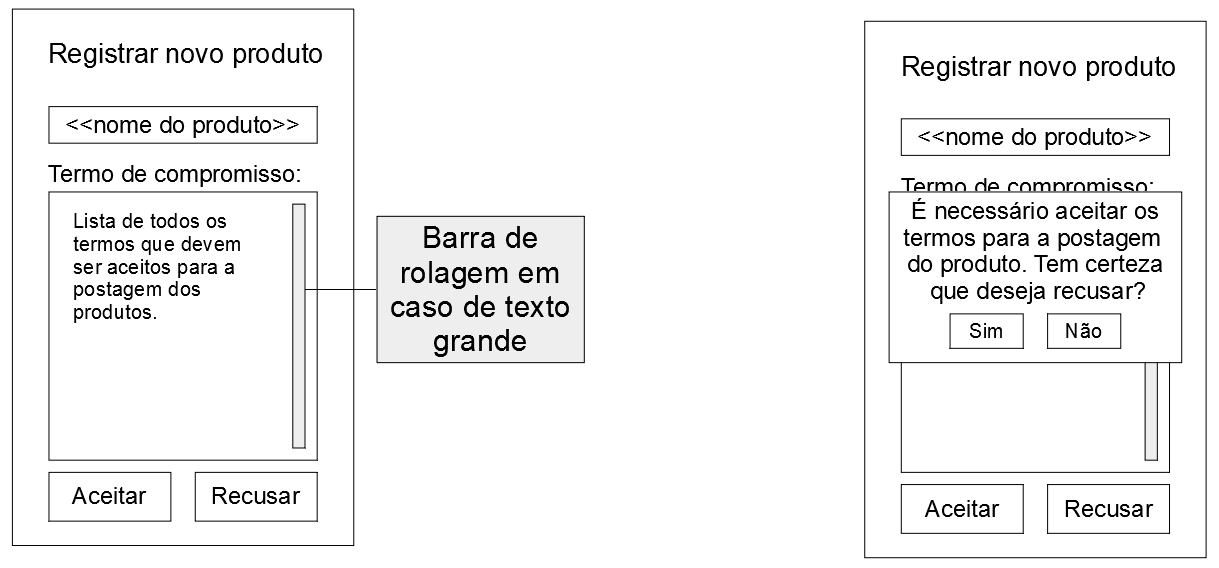 Registrar novo produto
<<nome do produto>>
Termo de compromisso:
Lista de todos os
termos que devem
ser aceitos para a
postagem dos
produtos.
Aceitar
Recusar
Barra de
rolagem em
caso de texto
grande
Registrar novo produto
<<nome do produto>>
Termo de compromisso:
É necessário aceitar os
termos para a postagem
do produto. Tem certeza
que deseja recusar?
Sim
Não
Aceitar
Recusar